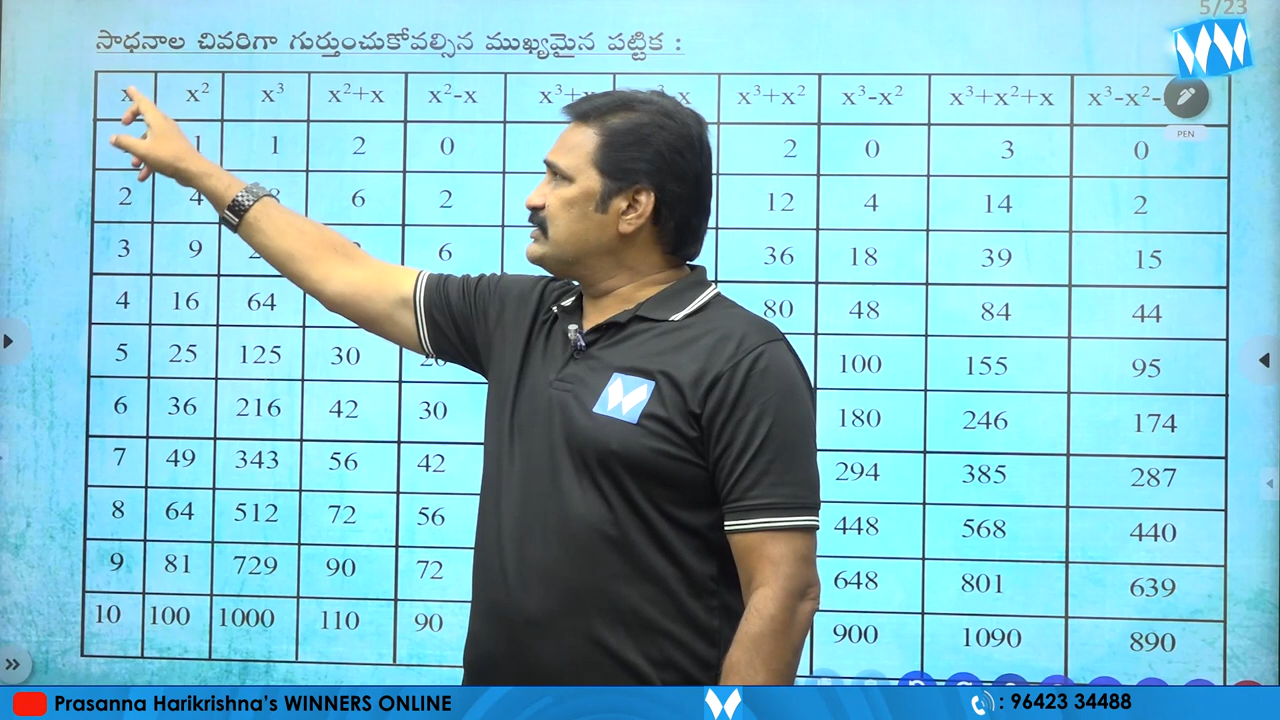 5/23
సాధనాల చివరిగా గుర్తుంచుకోవల్సిన ముఖ్యమైన పట్టిక :
x x² x³ x²+x x²-x x³+x x³-x x³+x² x³-x² x³+x²+x x³-x²-
PEN
1 1 2 0 2 0 3 0
2 4 6 2 12 4 14 2
3 9 6 36 18 39 15
4 16 64 80 48 84 44
5 25 125 30 20 100 155 95
6 36 216 42 30 180 246 174
7 49 343 56 42 294 385 287
8 64 512 72 56 448 568 440
9 81 729 90 72 648 801 639
10 100 1000 110 90 900 1090 890
Prasanna Harikrishna's WINNERS ONLINE : 96423 34488